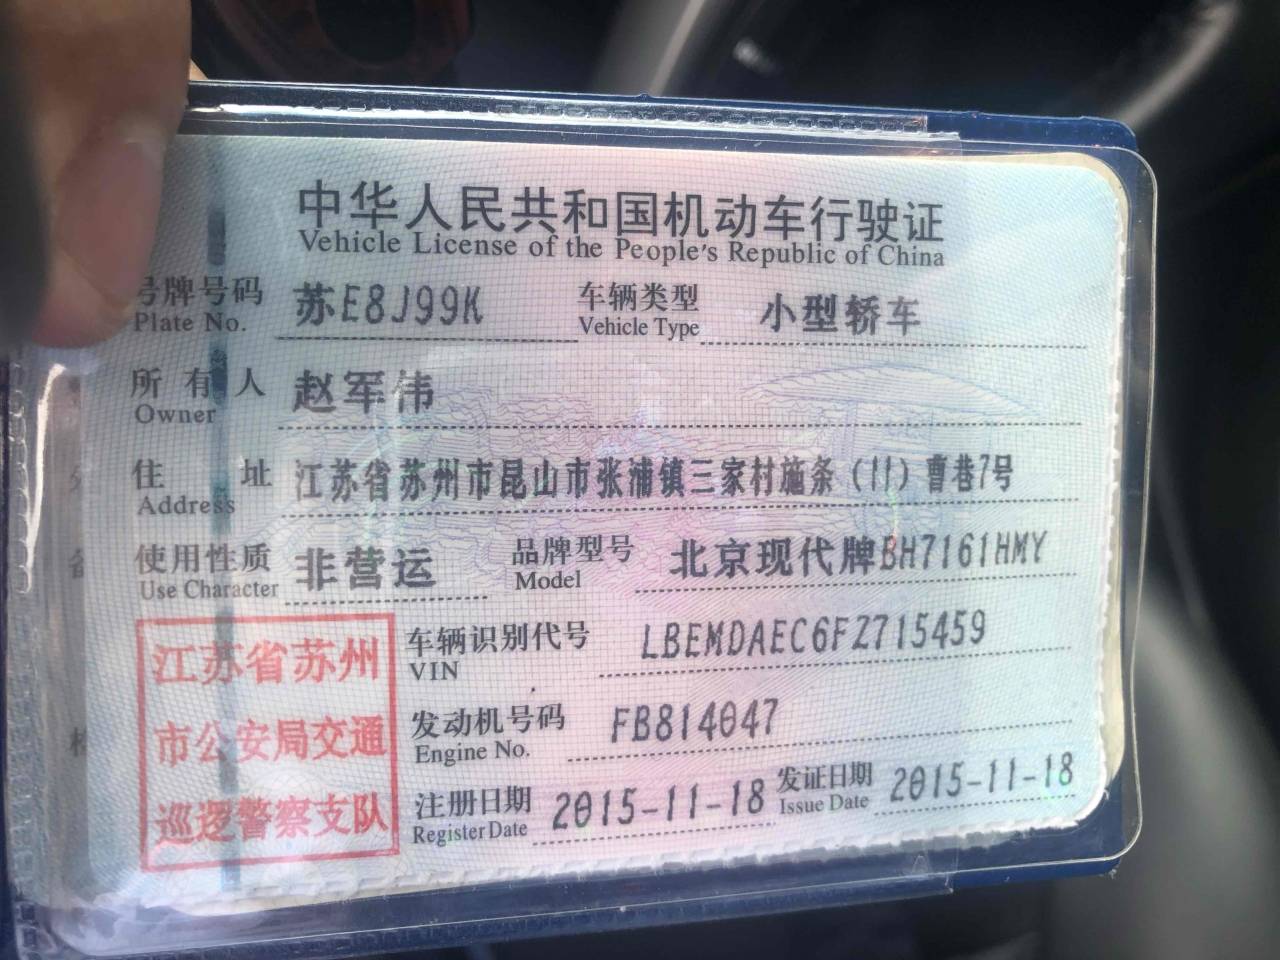 中华人民共和国机动车行驶证
Vehicle License of the People's Republic of China
号牌号码 苏E8J99K 车辆类型 小型轿车
Plate No. Vehicle Type
所有人 赵军伟
Owner
住址 江苏省苏州市昆山市张浦镇三家村施条（11）曹巷7号
Address
使用性质 非营运 品牌型号 北京现代牌BH7161HMY
Use Character Model
江苏省苏州
市公安局交通
巡逻警察支队
车辆识别代号 LBEMDAEC6FZ715459
VIN
发动机号码 FB814047
Engine No.
注册日期 2015-11-18 发证日期 2015-11-18
Register Date Issue Date